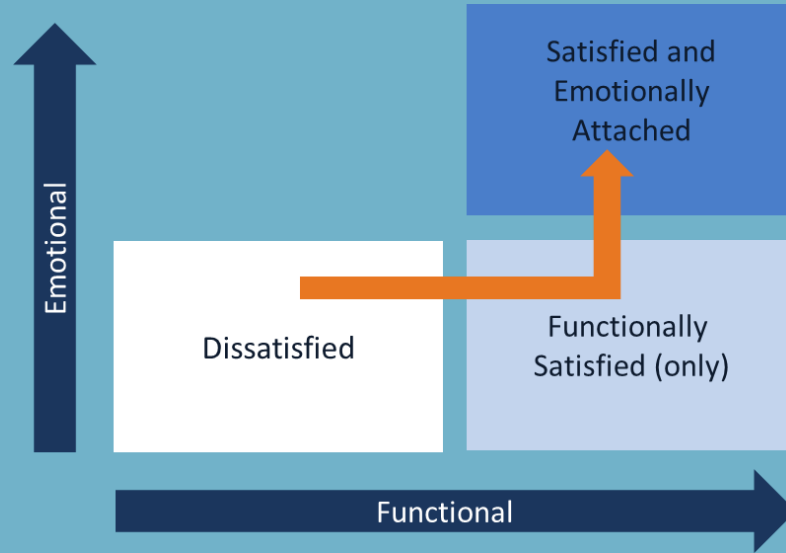 Satisfied and
Emotionally
Attached
Emotional
Dissatisfied
Functionally
Satisfied (only)
Functional